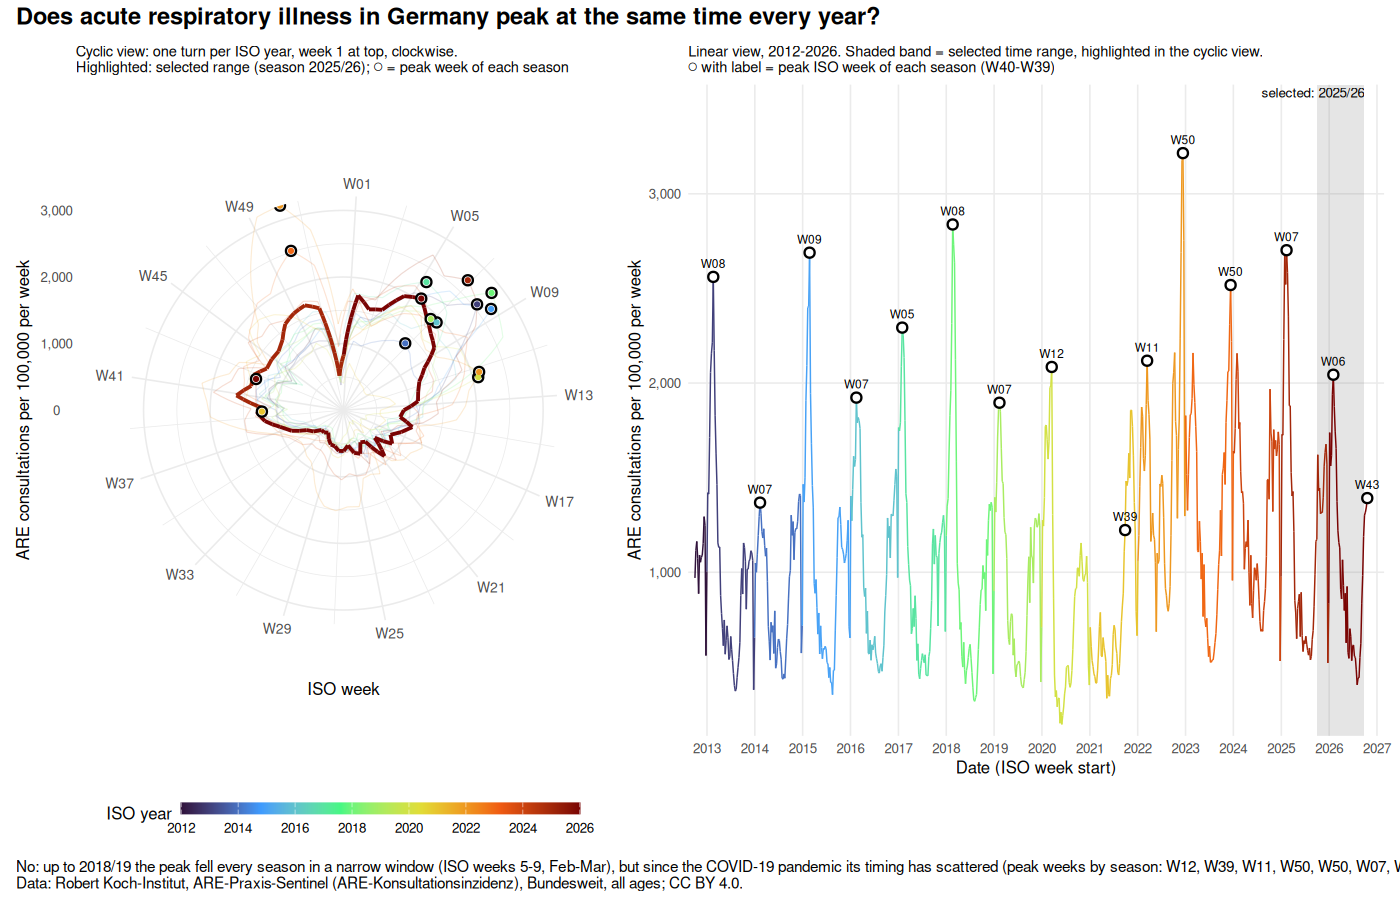 Does acute respiratory illness in Germany peak at the same time every year?
Cyclic view: one turn per ISO year, week 1 at top, clockwise.
Highlighted: selected range (season 2025/26); ○ = peak week of each season
Linear view, 2012-2026. Shaded band = selected time range, highlighted in the cyclic view.
○ with label = peak ISO week of each season (W40-W39)
ARE consultations per 100,000 per week
3,000
2,000
1,000
0
W01
W05
W09
W13
W17
W21
W25
W29
W33
W37
W41
W45
W49
ISO week
ARE consultations per 100,000 per week
3,000
2,000
1,000
selected: 2025/26
W08
W07
W09
W07
W05
W08
W07
W12
W39
W11
W50
W50
W07
W06
W43
2013 2014 2015 2016 2017 2018 2019 2020 2021 2022 2023 2024 2025 2026 2027
Date (ISO week start)
ISO year
2012 2014 2016 2018 2020 2022 2024 2026
No: up to 2018/19 the peak fell every season in a narrow window (ISO weeks 5-9, Feb-Mar), but since the COVID-19 pandemic its timing has scattered (peak weeks by season: W12, W39, W11, W50, W50, W07,
Data: Robert Koch-Institut, ARE-Praxis-Sentinel (ARE-Konsultationsinzidenz), Bundesweit, all ages; CC BY 4.0.